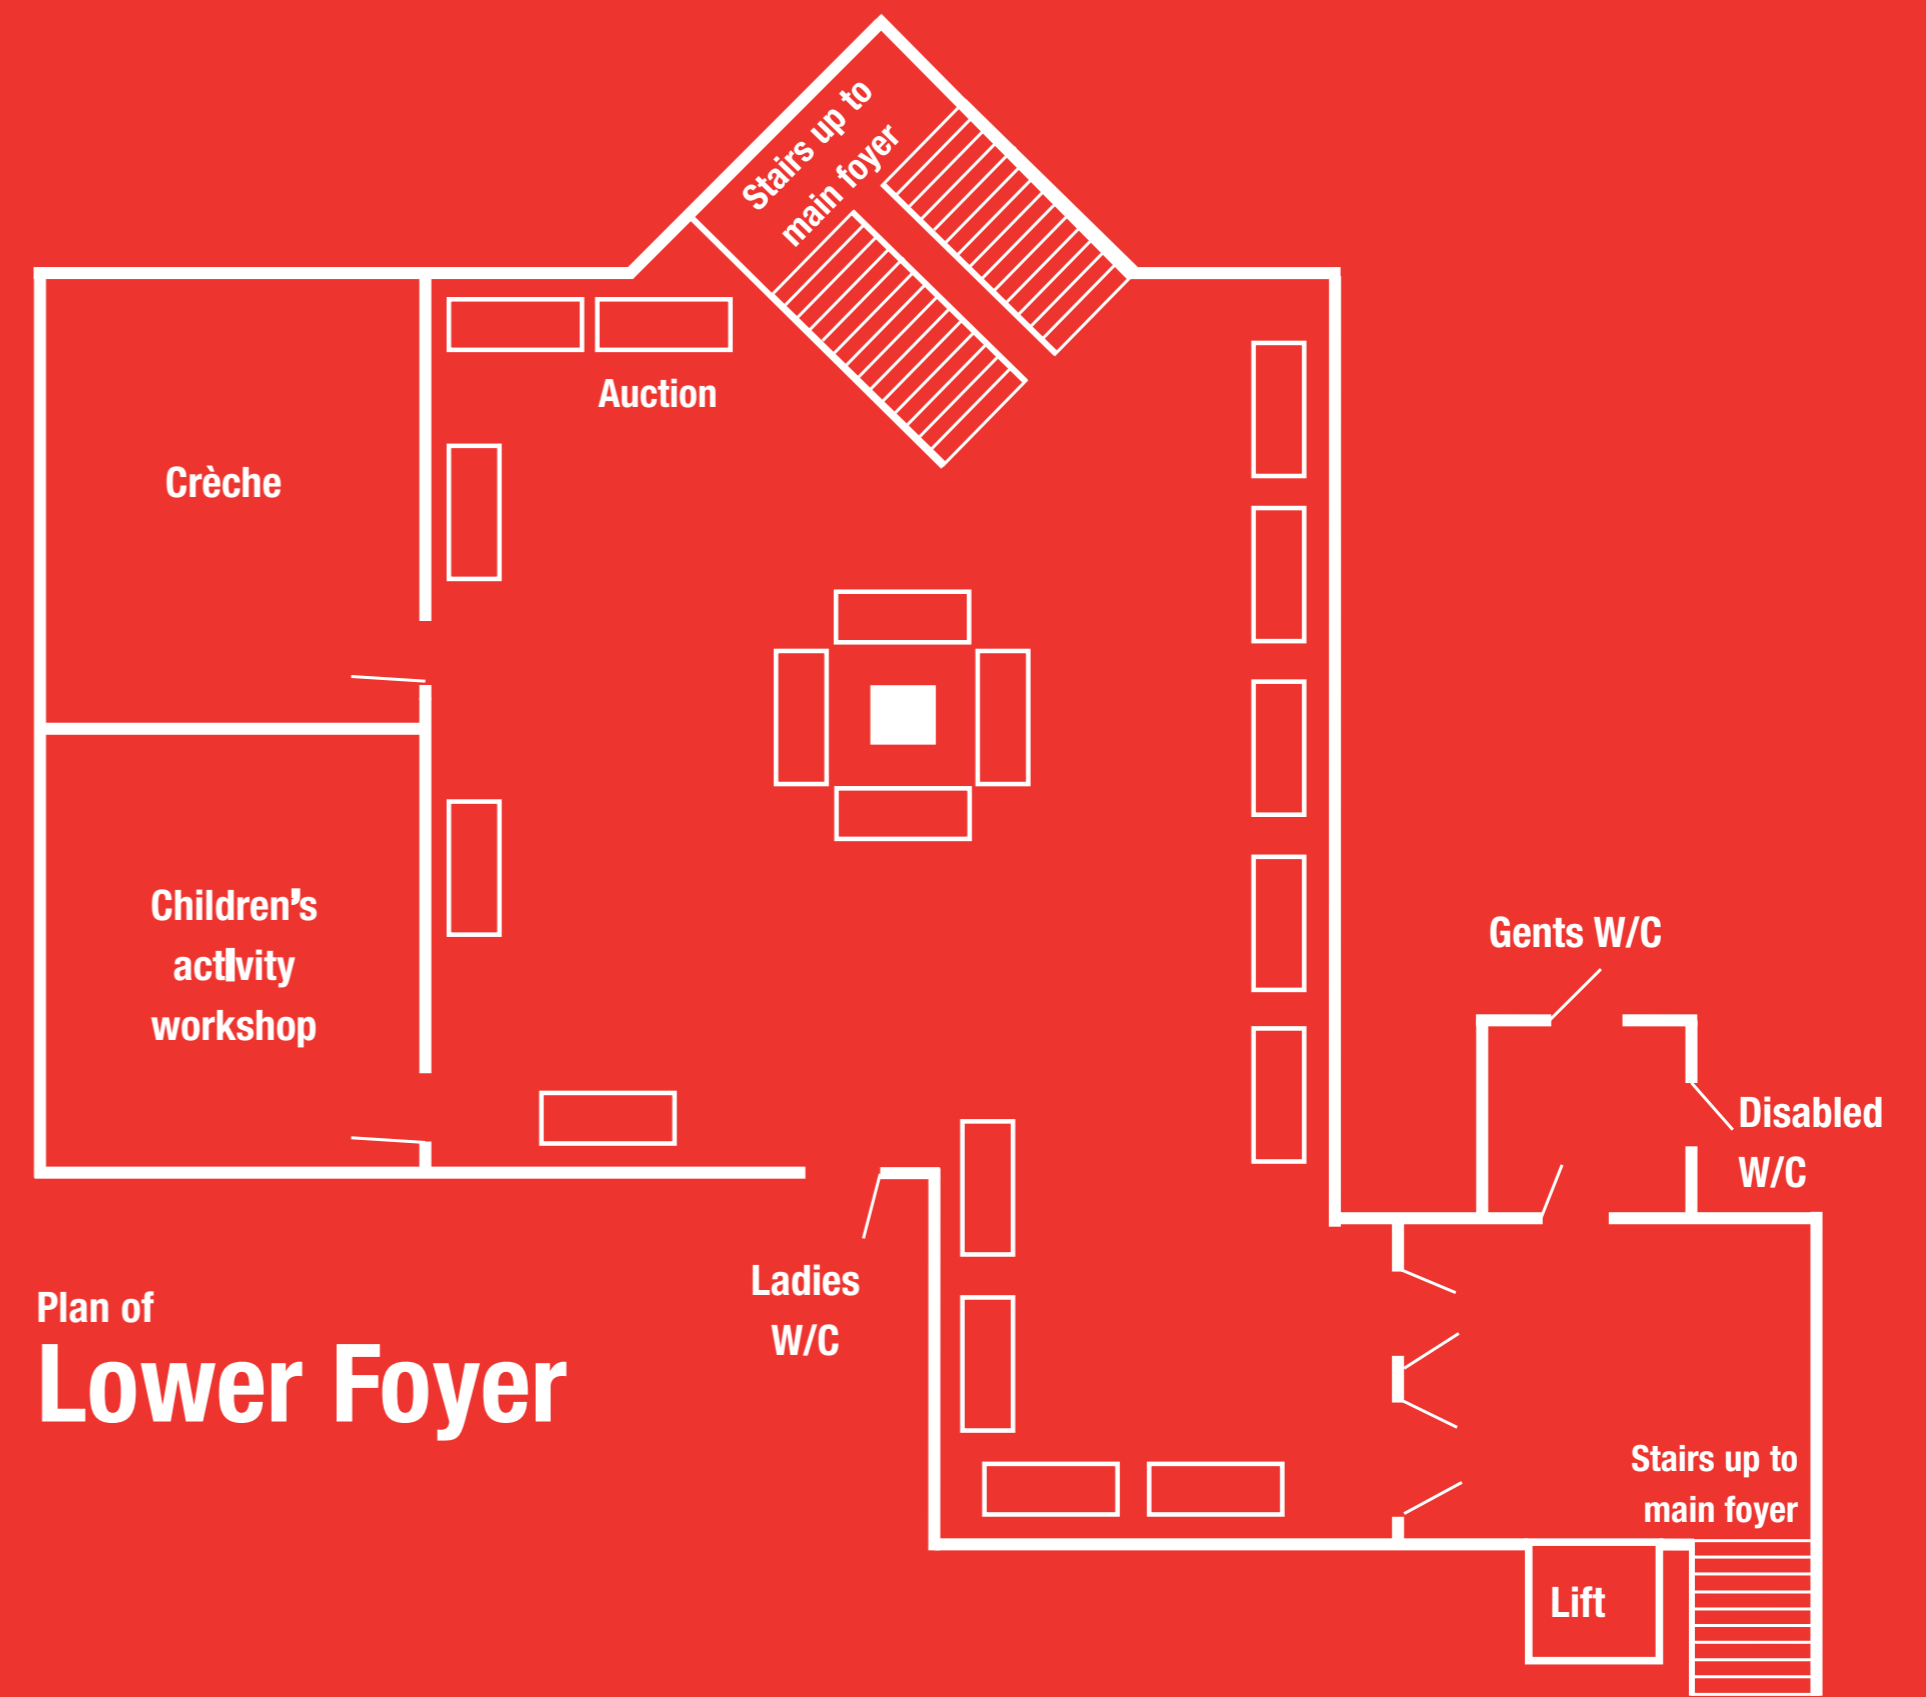 Stairs up to
main foyer
Auction
Crèche
Children's
activity
workshop
Gents W/C
Disabled
W/C
Ladies
W/C
Plan of
Lower Foyer
Stairs up to
main foyer
Lift